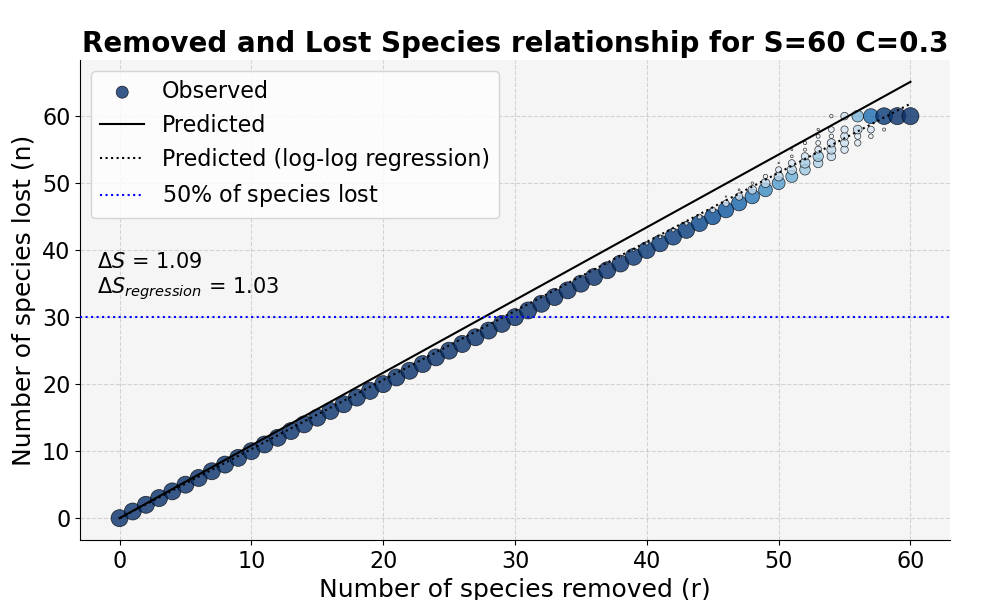 Removed and Lost Species relationship for S=60 C=0.3
Observed
Predicted
Predicted (log-log regression)
50% of species lost
ΔS = 1.09
ΔS_regression = 1.03
Number of species lost (n)
60
50
40
30
20
10
0
0 10 20 30 40 50 60
Number of species removed (r)